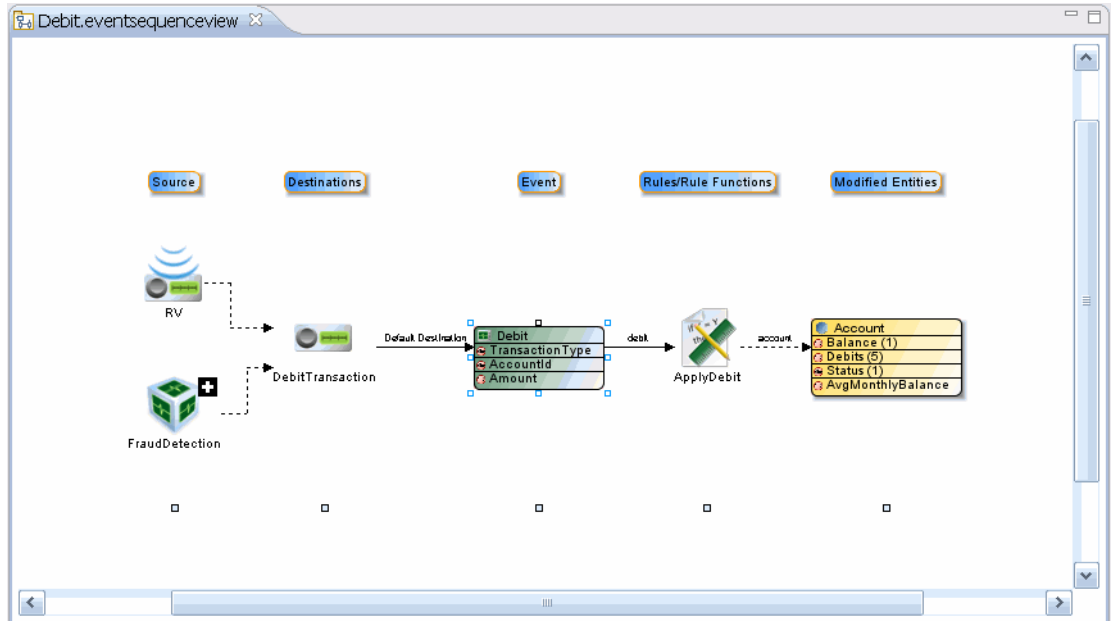 Debit.eventsequenceview
Source
Destinations
Event
Rules/Rule Functions
Modified Entities
RV
DebitTransaction
FraudDetection
Default Destination
Debit
TransactionType
AccountId
Amount
debit
ApplyDebit
account
Account
Balance (1)
Debits (5)
Status (1)
AvgMonthlyBalance